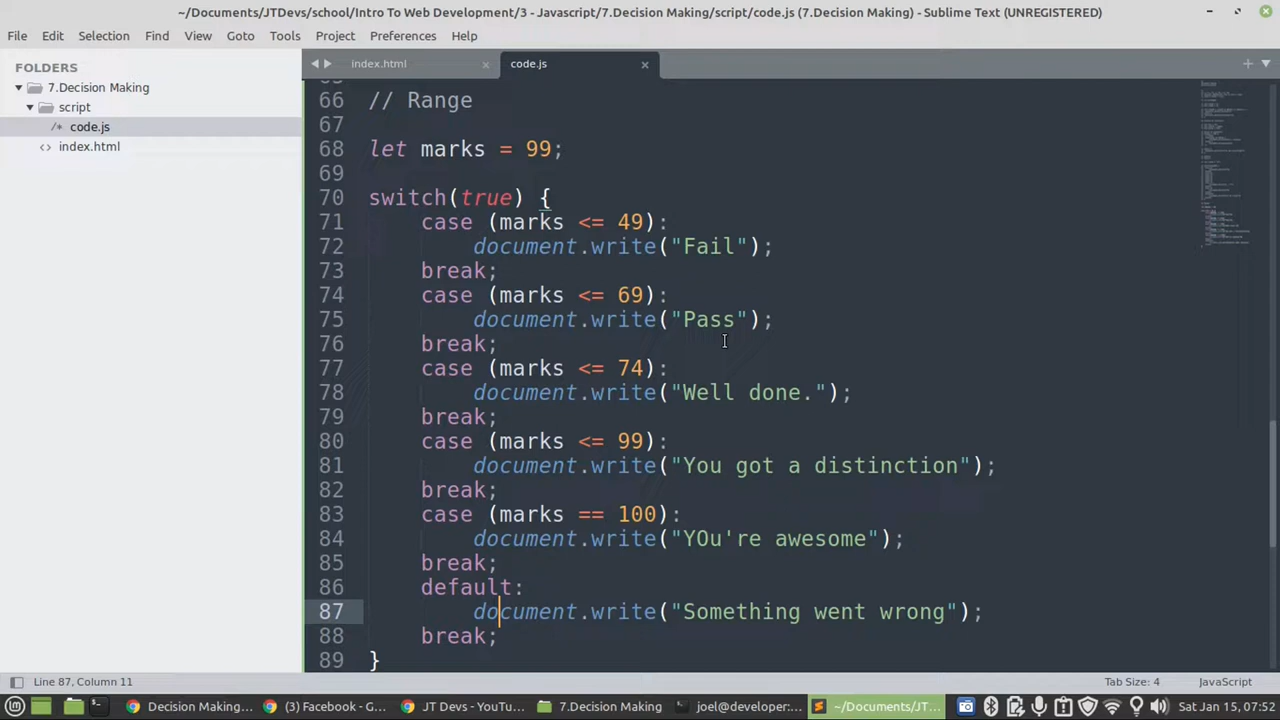 ~/Documents/JTDevs/school/Intro To Web Development/3 - Javascript/7.Decision Making/script/code.js (7.Decision Making) - Sublime Text (UNREGISTERED)
File Edit Selection Find View Goto Tools Project Preferences Help
FOLDERS
7.Decision Making
script
/* code.js
<> index.html
index.html × code.js ×
66 // Range
67
68 let marks = 99;
69
70 switch(true) {
71 case (marks <= 49):
72 document.write("Fail");
73 break;
74 case (marks <= 69):
75 document.write("Pass");
76 break;
77 case (marks <= 74):
78 document.write("Well done.");
79 break;
80 case (marks <= 99):
81 document.write("You got a distinction");
82 break;
83 case (marks == 100):
84 document.write("YOu're awesome");
85 break;
86 default:
87 document.write("Something went wrong");
88 break;
89 }
Line 87, Column 11 Tab Size: 4 JavaScript
Decision Making... (3) Facebook - G... JT Devs - YouTu... 7.Decision Making joel@developer:... ~/Documents/JT... Sat Jan 15, 07:52